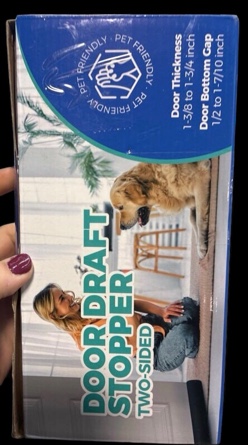 PET FRIENDLY · PET FRIENDLY · PET FRIENDLY ·
Door Thickness
1-3/8 to 1-3/4 inch
Door Bottom Gap
1/2 to 1-7/10 inch
DOOR DRAFT
STOPPER
TWO-SIDED